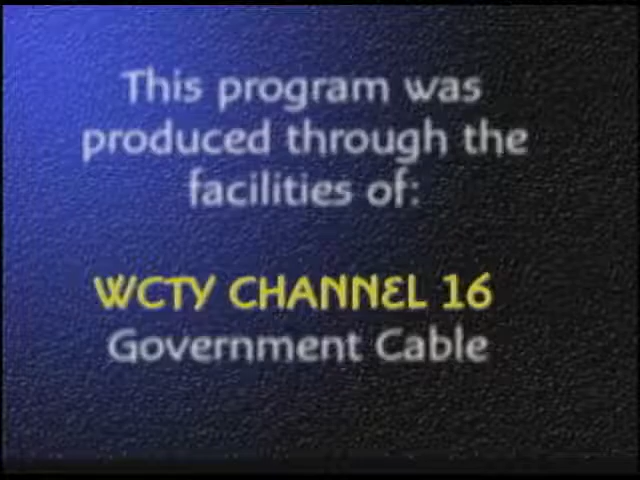 This program was
produced through the
facilities of:
WCTY CHANNEL 16
Government Cable